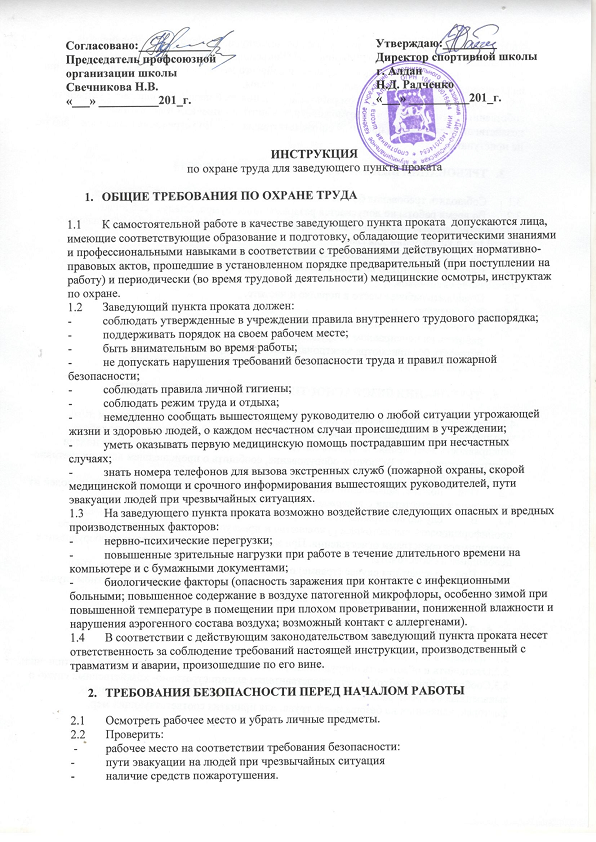 Согласовано:
Председатель профсоюзной
организации школы
Свечникова Н.В.
«___» __________201_г.
Утверждаю:
Директор спортивной школы
г. Алдан
Н.Д. Радченко
«___» __________201_г.
ИНСТРУКЦИЯ
по охране труда для заведующего пункта проката
1. ОБЩИЕ ТРЕБОВАНИЯ ПО ОХРАНЕ ТРУДА
1.1 К самостоятельной работе в качестве заведующего пункта проката допускаются лица,
имеющие соответствующие образование и подготовку, обладающие теоритическими знаниями
и профессиональными навыками в соответствии с требованиями действующих нормативно-
правовых актов, прошедшие в установленном порядке предварительный (при поступлении на
работу) и периодически (во время трудовой деятельности) медицинские осмотры, инструктаж
по охране.
1.2 Заведующий пункта проката должен:
- соблюдать утвержденные в учреждении правила внутреннего трудового распорядка;
- поддерживать порядок на своем рабочем месте;
- быть внимательным во время работы;
- не допускать нарушения требований безопасности труда и правил пожарной
безопасности;
- соблюдать правила личной гигиены;
- соблюдать режим труда и отдыха;
- немедленно сообщать вышестоящему руководителю о любой ситуации угрожающей
жизни и здоровью людей, о каждом несчастном случаи происшедшим в учреждении;
- уметь оказывать первую медицинскую помощь пострадавшим при несчастных
случаях;
- знать номера телефонов для вызова экстренных служб (пожарной охраны, скорой
медицинской помощи и срочного информирования вышестоящих руководителей, пути
эвакуации людей при чрезвычайных ситуациях.
1.3 На заведующего пункта проката возможно воздействие следующих опасных и вредных
производственных факторов:
- нервно-психические перегрузки;
- повышенные зрительные нагрузки при работе в течение длительного времени на
компьютере и с бумажными документами;
- биологические факторы (опасность заражения при контакте с инфекционными
больными; повышенное содержание в воздухе патогенной микрофлоры, особенно зимой при
повышенной температуре в помещении при плохом проветривании, пониженной влажности и
нарушения аэрогенного состава воздуха; возможный контакт с аллергенами).
1.4 В соответствии с действующим законодательством заведующий пункта проката несет
ответственность за соблюдение требований настоящей инструкции, производственный с
травматизм и аварии, произошедшие по его вине.
2. ТРЕБОВАНИЯ БЕЗОПАСНОСТИ ПЕРЕД НАЧАЛОМ РАБОТЫ
2.1 Осмотреть рабочее место и убрать личные предметы.
2.2 Проверить:
- рабочее место на соответствии требования безопасности:
- пути эвакуации на людей при чрезвычайных ситуация
- наличие средств пожаротушения.